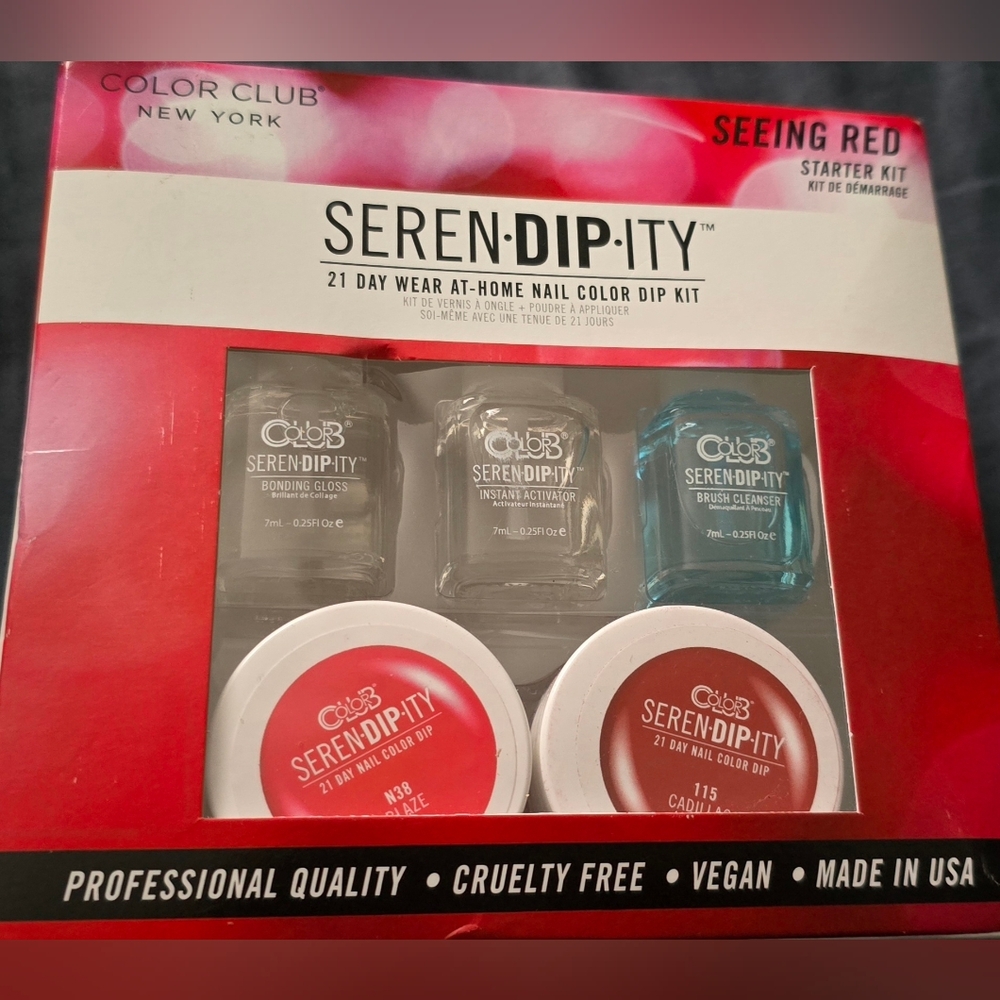 COLOR CLUB®
NEW YORK
SEEING RED
STARTER KIT
KIT DE DÉMARRAGE
SEREN·DIP·ITY™
21 DAY WEAR AT-HOME NAIL COLOR DIP KIT
KIT DE VERNIS À ONGLE + POUDRE À APPLIQUER
SOI-MÊME AVEC UNE TENUE DE 21 JOURS
COLOR®
SEREN·DIP·ITY™
BONDING GLOSS
Brillant de Collage
7mL – 0.25Fl Oz e
COLOR®
SEREN·DIP·ITY™
INSTANT ACTIVATOR
Activateur Instantané
7mL – 0.25Fl Oz e
COLOR®
SEREN·DIP·ITY™
BRUSH CLEANSER
7mL – 0.25Fl Oz e
COLOR
SEREN·DIP·ITY
21 DAY NAIL COLOR DIP
N38
COLOR
SEREN·DIP·ITY
21 DAY NAIL COLOR DIP
115
PROFESSIONAL QUALITY • CRUELTY FREE • VEGAN • MADE IN USA